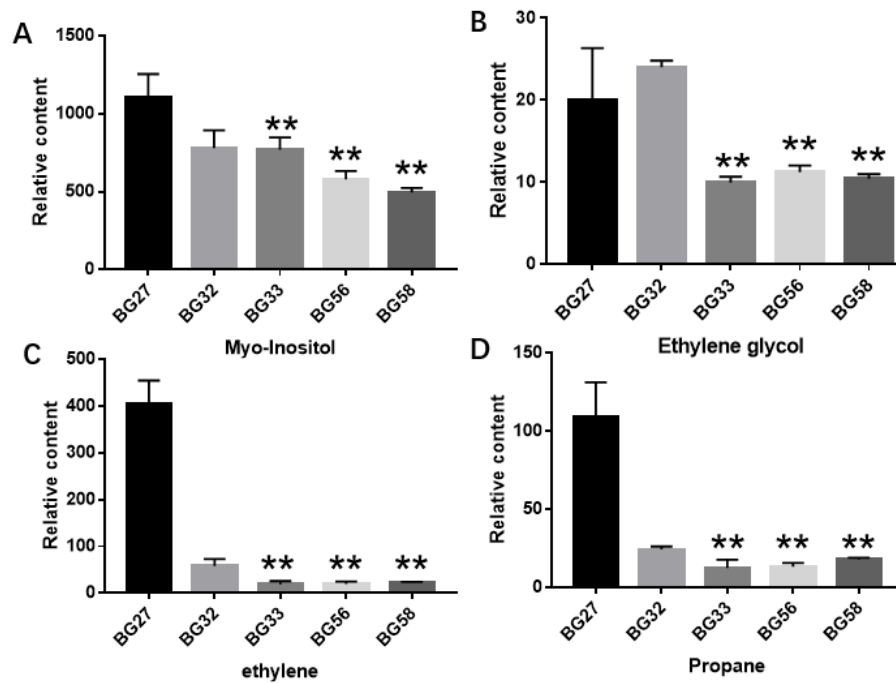 A
Relative content
1500
1000
500
0
**
**
**
BG27
BG32
BG33
BG56
BG58
Myo-Inositol
B
Relative content
30
20
10
0
**
**
**
BG27
BG32
BG33
BG56
BG58
Ethylene glycol
C
Relative content
500
400
300
200
100
0
**
**
**
BG27
BG32
BG33
BG56
BG58
ethylene
D
Relative content
150
100
50
0
**
**
**
BG27
BG32
BG33
BG56
BG58
Propane